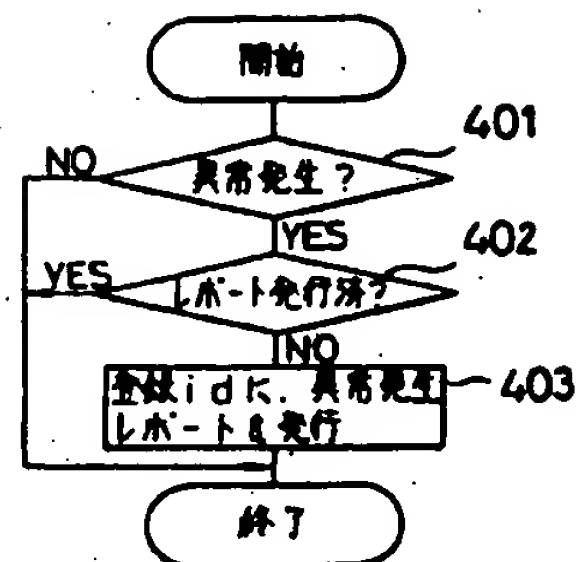 開始
401
NO
異常発生?
YES
402
YES
レポート発行済?
NO
登録idに、異常発生
レポートを発行
403
終了